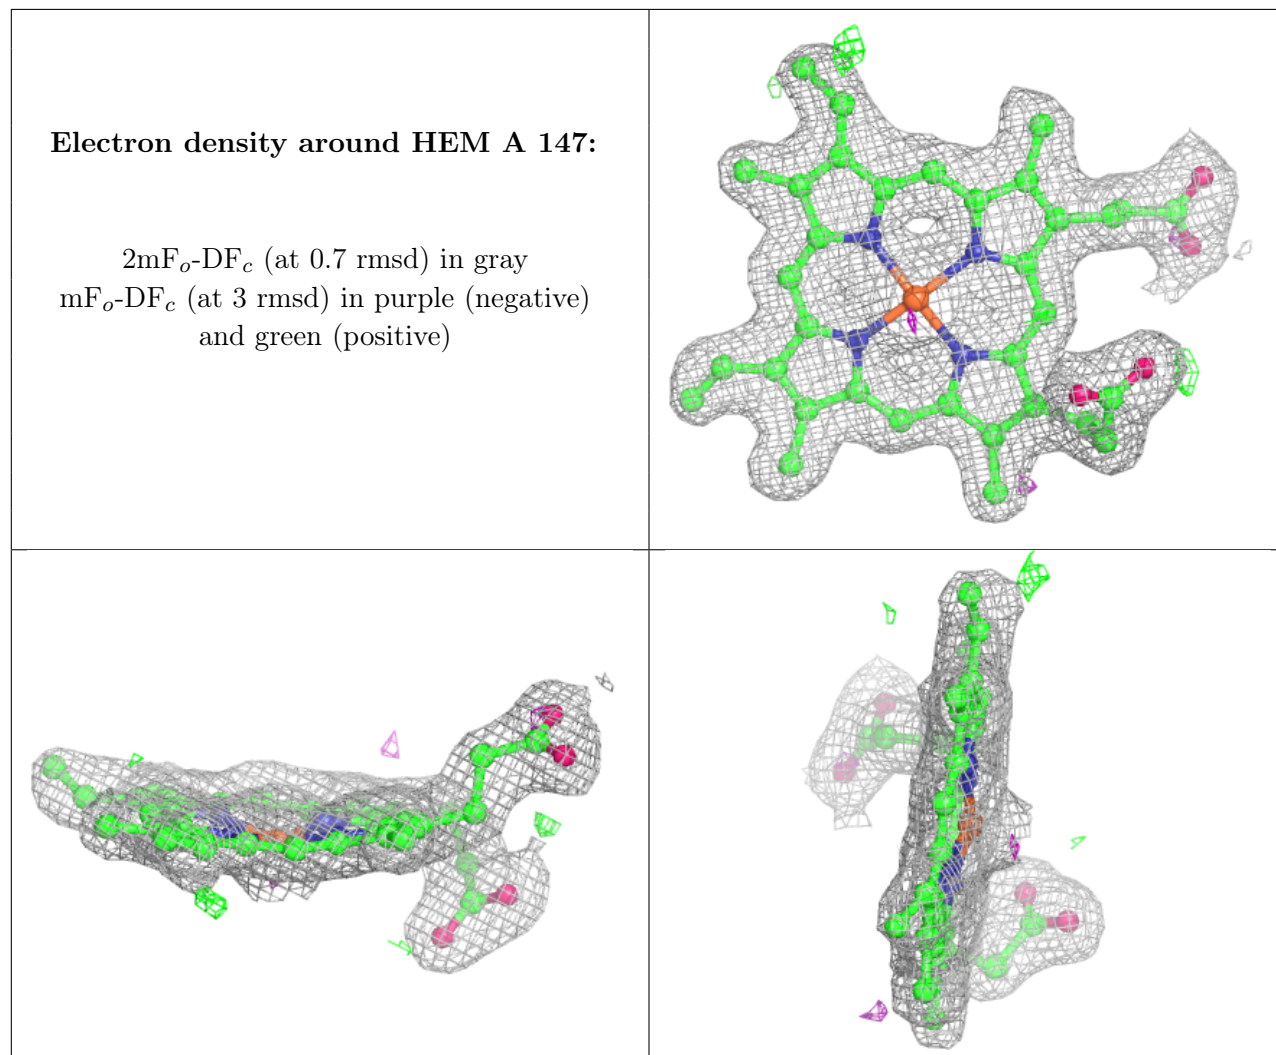 Electron density around HEM A 147:
2mFo-DFc (at 0.7 rmsd) in gray
mFo-DFc (at 3 rmsd) in purple (negative)
and green (positive)